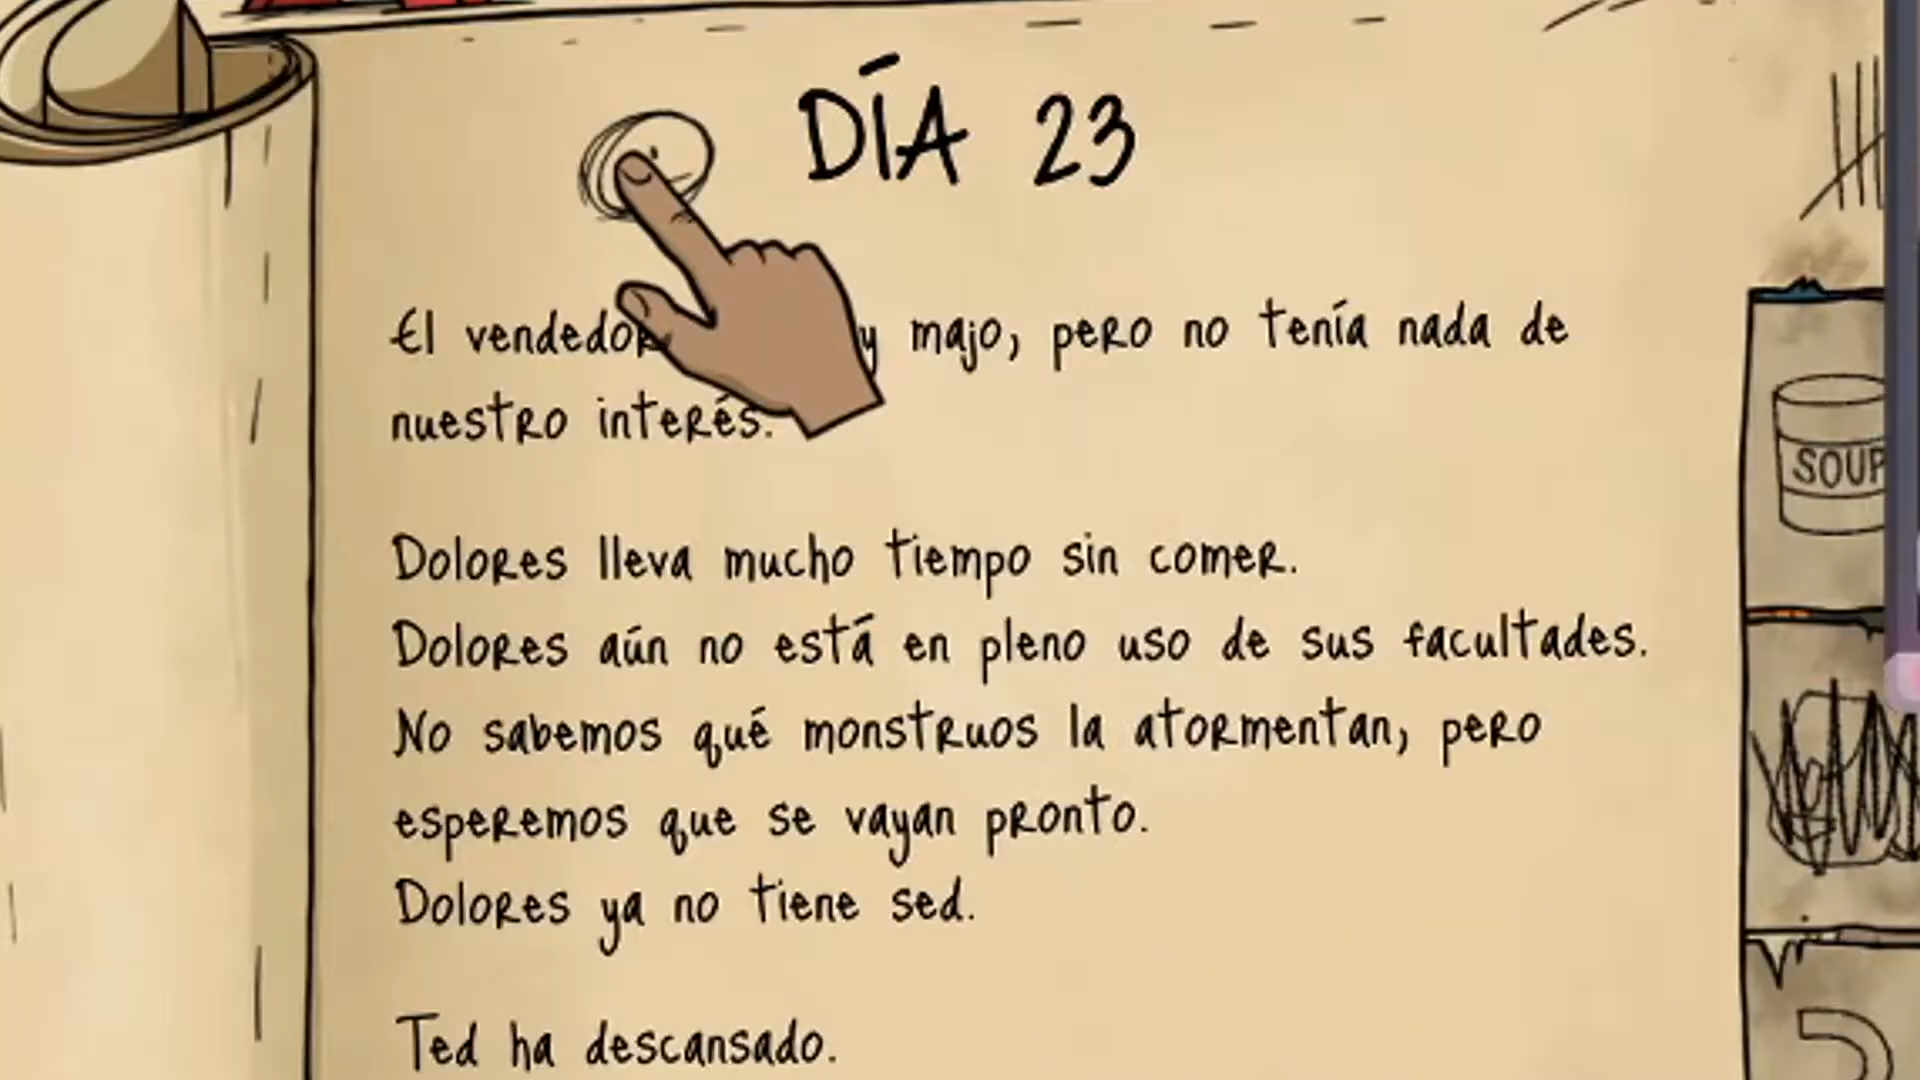 DÍA 23
El vendedor y majo, pero no tenía nada de
nuestro interés.
Dolores lleva mucho tiempo sin comer.
Dolores aún no está en pleno uso de sus facultades.
No sabemos qué monstruos la atormentan, pero
esperemos que se vayan pronto.
Dolores ya no tiene sed.
Ted ha descansado.
SOUP